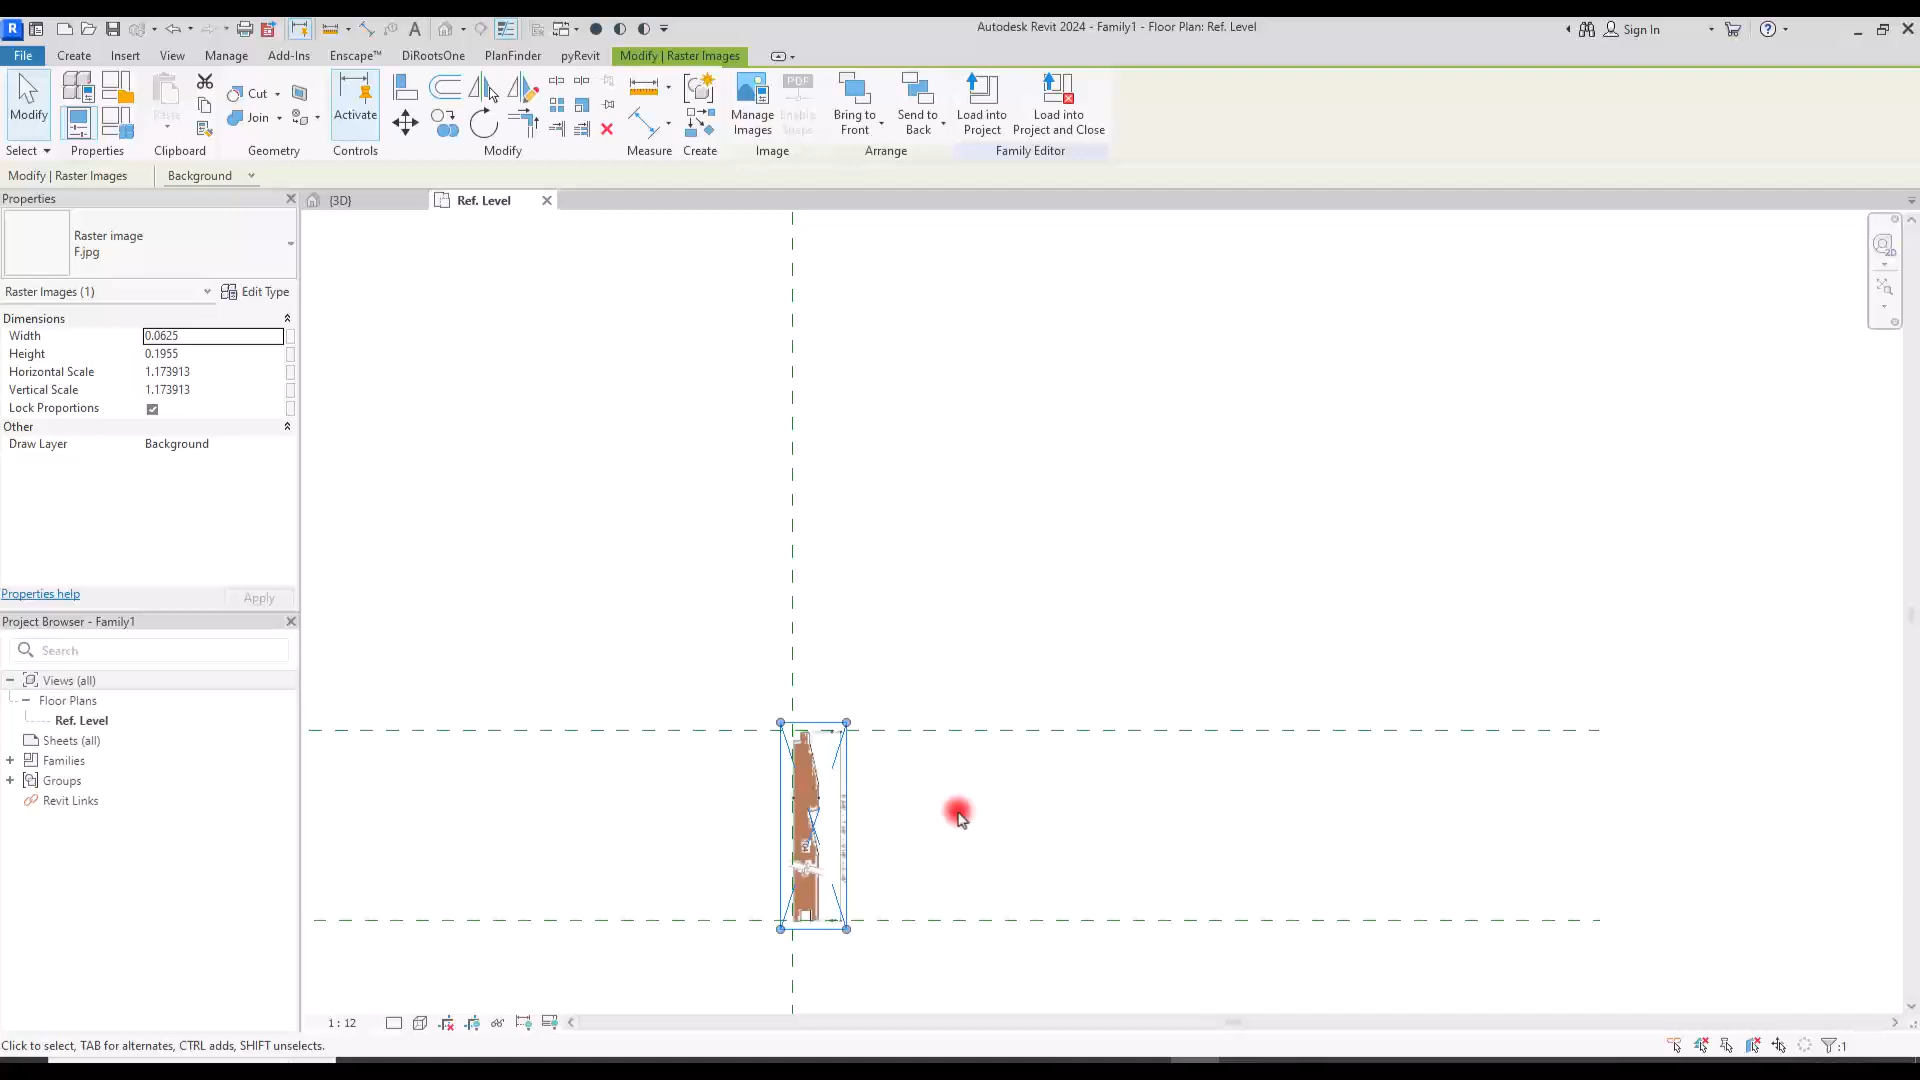 Autodesk Revit 2024 - Family1 - Floor Plan: Ref. Level
Sign In
File Create Insert View Manage Add-Ins Enscape™ DiRootsOne PlanFinder pyRevit Modify | Raster Images
Modify
Paste
Cut
Join
Activate
Manage Images
PDF
Enable Snaps
Bring to Front
Send to Back
Load into Project
Load into Project and Close
Select Properties Clipboard Geometry Controls Modify Measure Create Image Arrange Family Editor
Modify | Raster Images Background
Properties
{3D}
Ref. Level
Raster image
F.jpg
Raster Images (1)
Edit Type
Dimensions
Width 0.0625
Height 0.1955
Horizontal Scale 1.173913
Vertical Scale 1.173913
Lock Proportions
Other
Draw Layer Background
Properties help
Apply
Project Browser - Family1
Search
Views (all)
Floor Plans
Ref. Level
Sheets (all)
Families
Groups
Revit Links
2D
1 : 12
Click to select, TAB for alternates, CTRL adds, SHIFT unselects.
:1